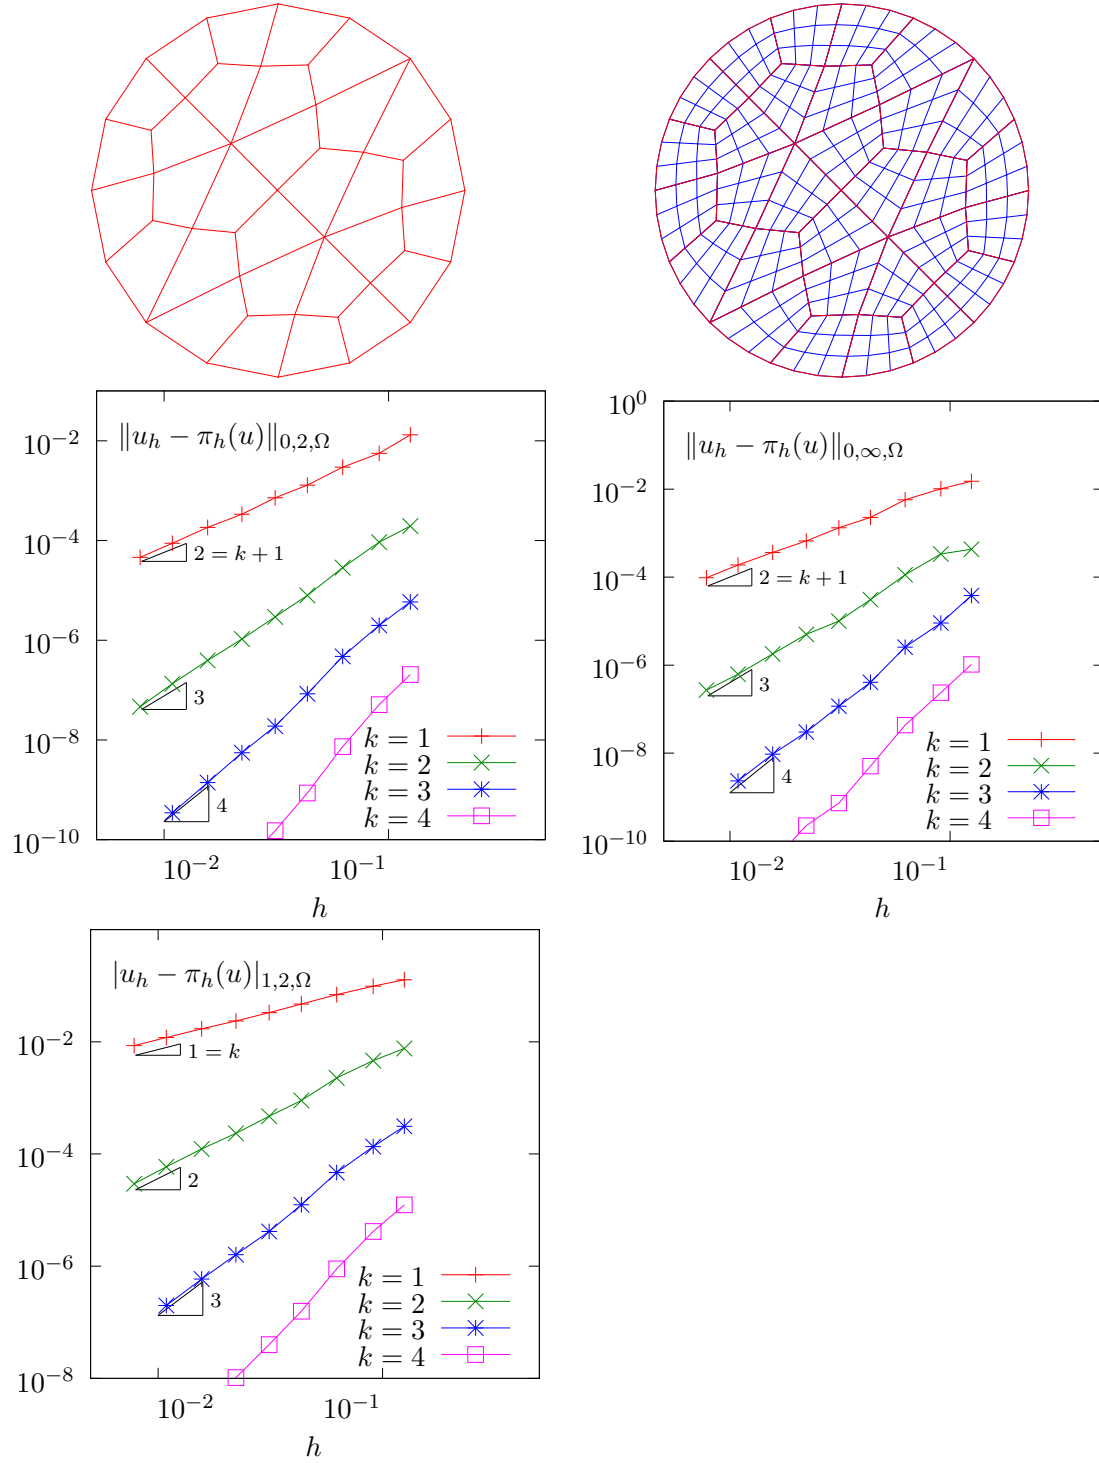 ‖u_h − π_h(u)‖_{0,2,Ω}
10^{-2}
10^{-4}
10^{-6}
10^{-8}
10^{-10}
2 = k + 1
3
4
k = 1
k = 2
k = 3
k = 4
10^{-2}
10^{-1}
h
‖u_h − π_h(u)‖_{0,∞,Ω}
10^{0}
10^{-2}
10^{-4}
10^{-6}
10^{-8}
10^{-10}
2 = k + 1
3
4
k = 1
k = 2
k = 3
k = 4
10^{-2}
10^{-1}
h
|u_h − π_h(u)|_{1,2,Ω}
10^{-2}
10^{-4}
10^{-6}
10^{-8}
1 = k
2
3
k = 1
k = 2
k = 3
k = 4
10^{-2}
10^{-1}
h